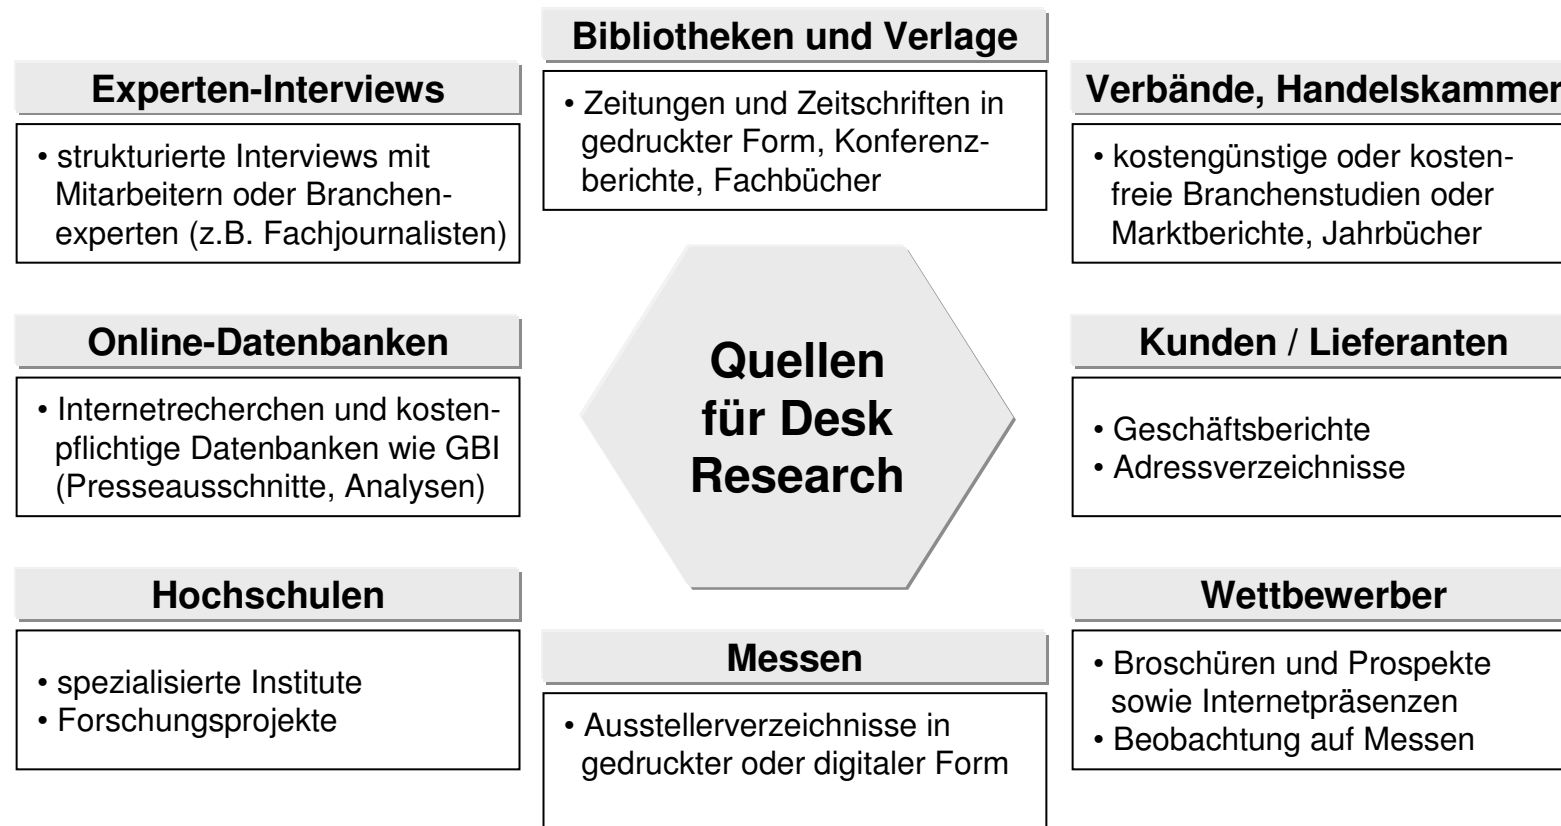 Bibliotheken und Verlage
• Zeitungen und Zeitschriften in
gedruckter Form, Konferenz-
berichte, Fachbücher
Experten-Interviews
• strukturierte Interviews mit
Mitarbeitern oder Branchen-
experten (z.B. Fachjournalisten)
Verbände, Handelskammer
• kostengünstige oder kosten-
freie Branchenstudien oder
Marktberichte, Jahrbücher
Online-Datenbanken
• Internetrecherchen und kosten-
pflichtige Datenbanken wie GBI
(Presseausschnitte, Analysen)
Quellen
für Desk
Research
Kunden / Lieferanten
• Geschäftsberichte
• Adressverzeichnisse
Hochschulen
• spezialisierte Institute
• Forschungsprojekte
Messen
• Ausstellerverzeichnisse in
gedruckter oder digitaler Form
Wettbewerber
• Broschüren und Prospekte
sowie Internetpräsenzen
• Beobachtung auf Messen